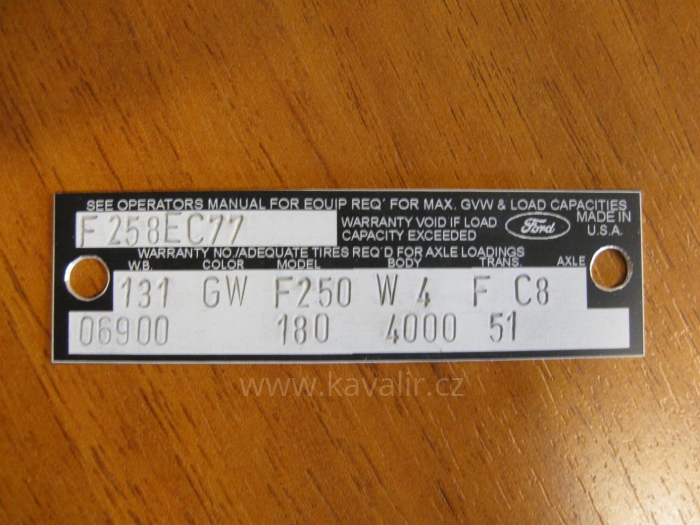 SEE OPERATORS MANUAL FOR EQUIP REQ' FOR MAX. GVW & LOAD CAPACITIES
F258EC77
WARRANTY VOID IF LOAD
CAPACITY EXCEEDED
Ford
MADE IN
U.S.A.
WARRANTY NO./ADEQUATE TIRES REQ'D FOR AXLE LOADINGS
W.B. COLOR MODEL BODY TRANS. AXLE
131 GW F250 W4 F C8
06900 180 4000 51
www.kavalir.cz